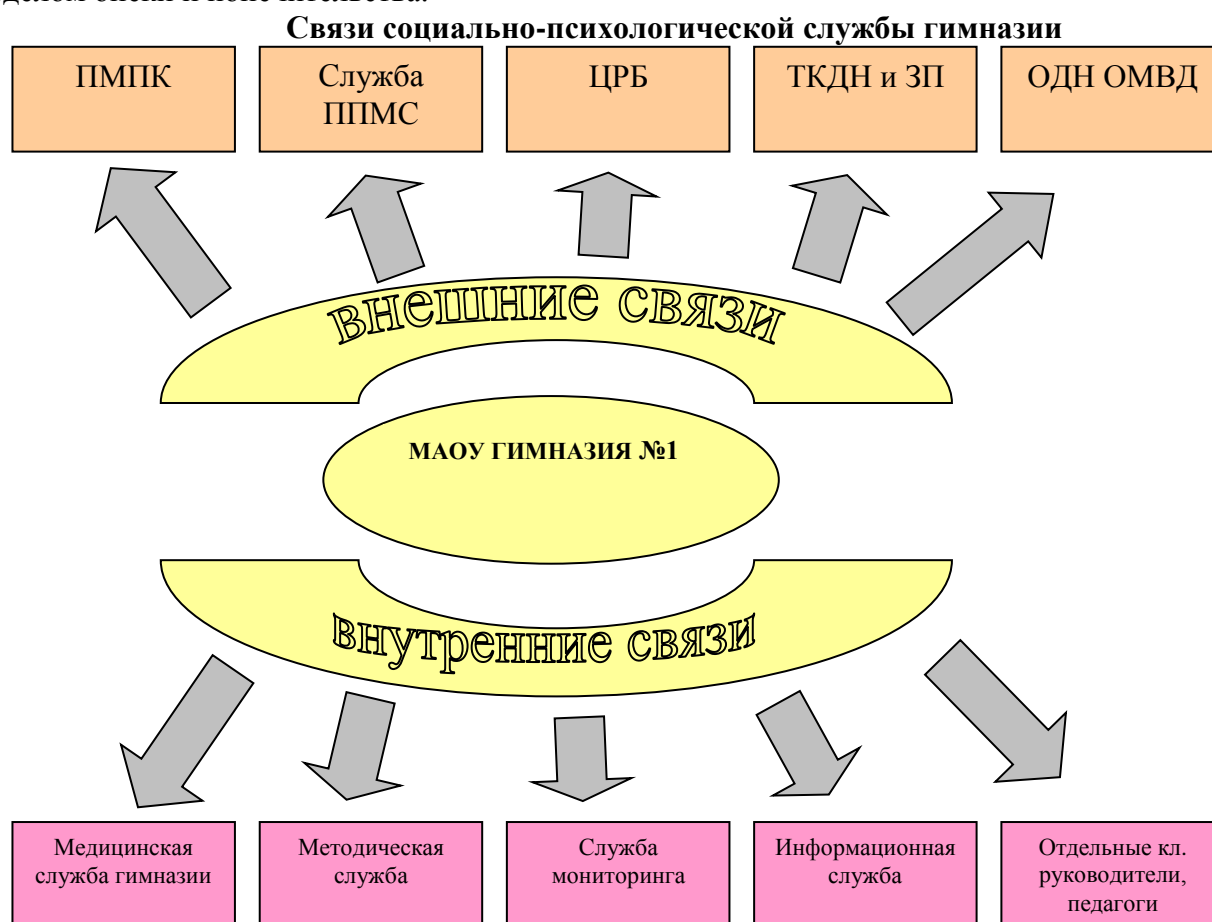 Связи социально-психологической службы гимназии
ПМПК
Служба
ППМС
ЦРБ
ТКДН и ЗП
ОДН ОМВД
внешние связи
МАОУ ГИМНАЗИЯ №1
внутренние связи
Медицинская
служба гимназии
Методическая
служба
Служба
мониторинга
Информационная
служба
Отдельные кл.
руководители,
педагоги